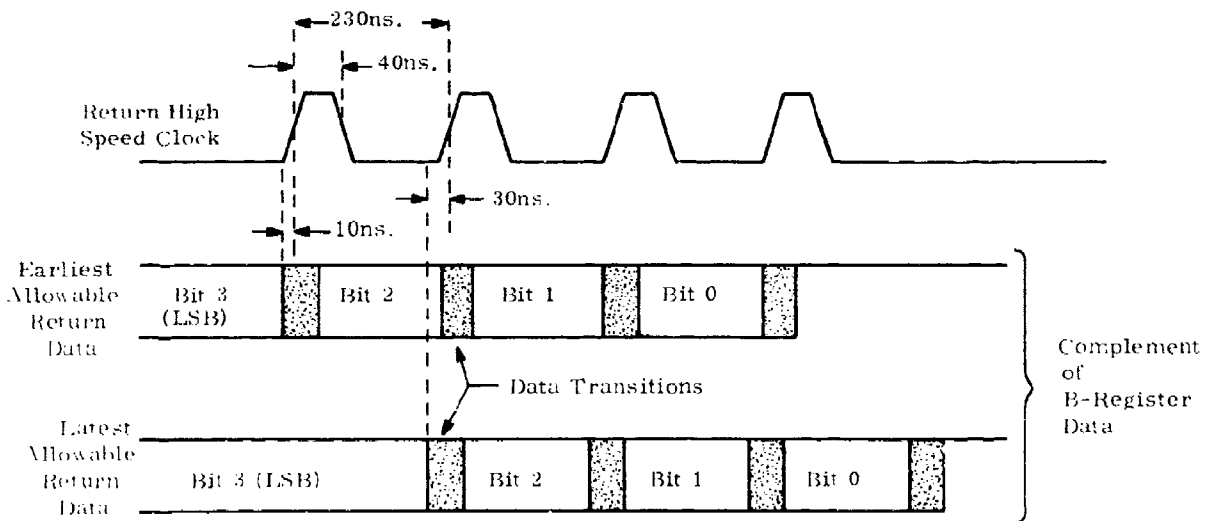 230ns.
40ns.
Return High
Speed Clock
30ns.
10ns.
Earliest
Allowable
Return
Data
Bit 3
(LSB)
Bit 2
Bit 1
Bit 0
Data Transitions
Complement
of
B-Register
Data
Latest
Allowable
Return
Data
Bit 3 (LSB)
Bit 2
Bit 1
Bit 0